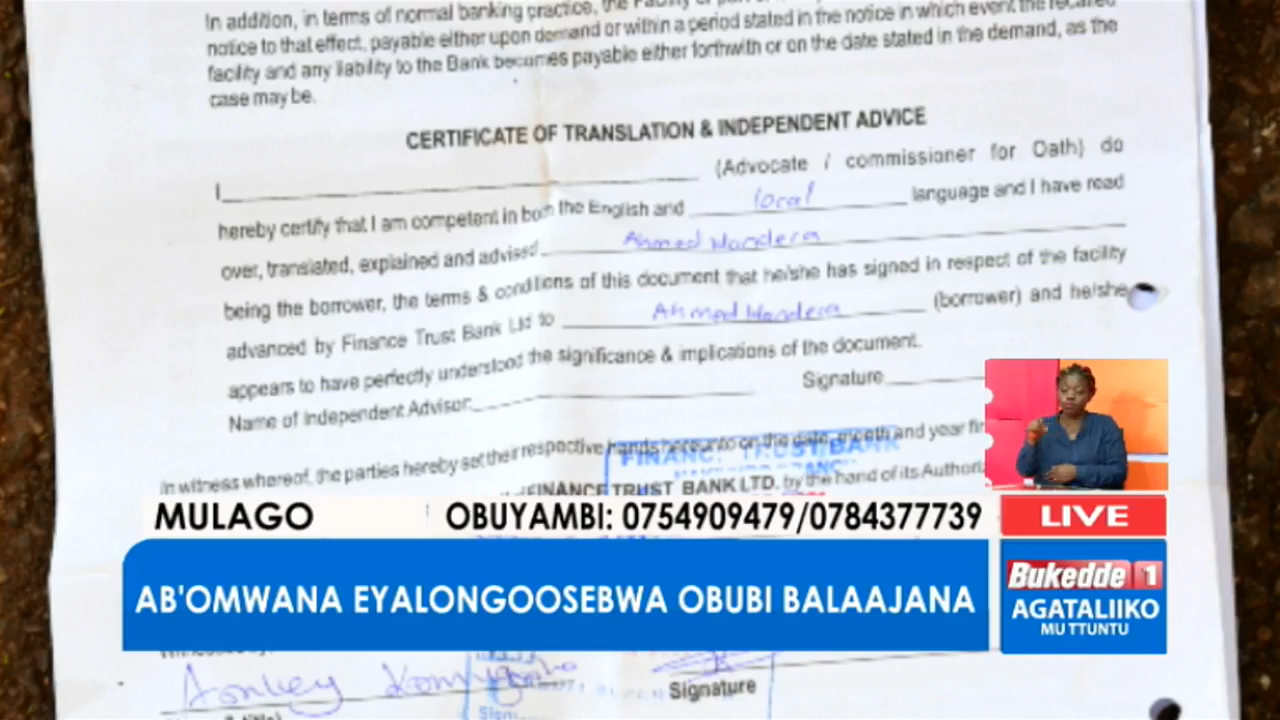 In addition, in terms of normal banking practice, the
notice to that effect, payable either upon demand or within a period stated in the notice in which event the
facility and any liability to the Bank becomes payable either forthwith or on the date stated in the demand, as the
case may be.
CERTIFICATE OF TRANSLATION & INDEPENDENT ADVICE
I (Advocate / commissioner for Oath) do
hereby certify that I am competent in both the English and local language and I have read
over, translated, explained and advised Ahmed Handera
being the borrower, the terms & conditions of this document that he/she has signed in respect of the facility
advanced by Finance Trust Bank Ltd to Ahmed Handera (borrower) and he/she
appears to have perfectly understood the significance & implications of the document.
Name of Independent Advisor: Signature
In witness whereof, the parties hereby set their respective hands hereunto on the date, month and year
FINANCE TRUST BANK
FINANCE TRUST BANK LTD. by the hand of its
MULAGO
OBUYAMBI: 0754909479/0784377739
LIVE
AB'OMWANA EYALONGOOSEBWA OBUBI BALAAJANA
Bukedde 1
AGATALIIKO
MU TTUNTU
Signature